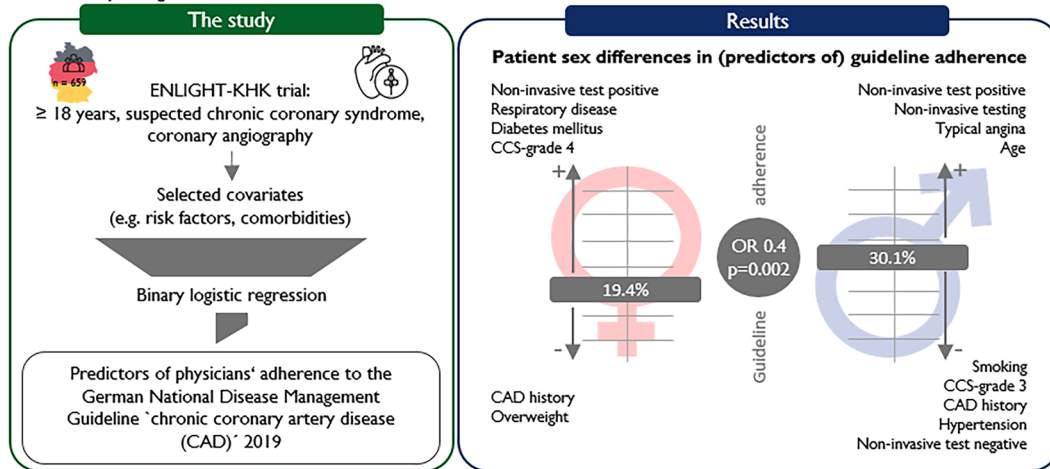 The study
n = 659
ENLIGHT-KHK trial:
≥ 18 years, suspected chronic coronary syndrome,
coronary angiography
Selected covariates
(e.g. risk factors, comorbidities)
Binary logistic regression
Predictors of physicians‘ adherence to the
German National Disease Management
Guideline `chronic coronary artery disease
(CAD)´ 2019
Results
Patient sex differences in (predictors of) guideline adherence
Non-invasive test positive
Respiratory disease
Diabetes mellitus
CCS-grade 4
+
19.4%
-
CAD history
Overweight
Guideline adherence
OR 0.4
p=0.002
Non-invasive test positive
Non-invasive testing
Typical angina
Age
+
30.1%
-
Smoking
CCS-grade 3
CAD history
Hypertension
Non-invasive test negative